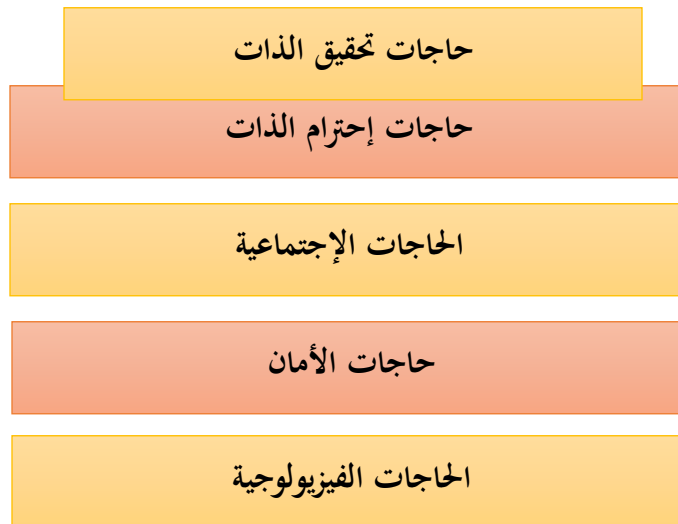 حاجات تحقيق الذات
حاجات إحترام الذات
الحاجات الإجتماعية
حاجات الأمان
الحاجات الفيزيولوجية